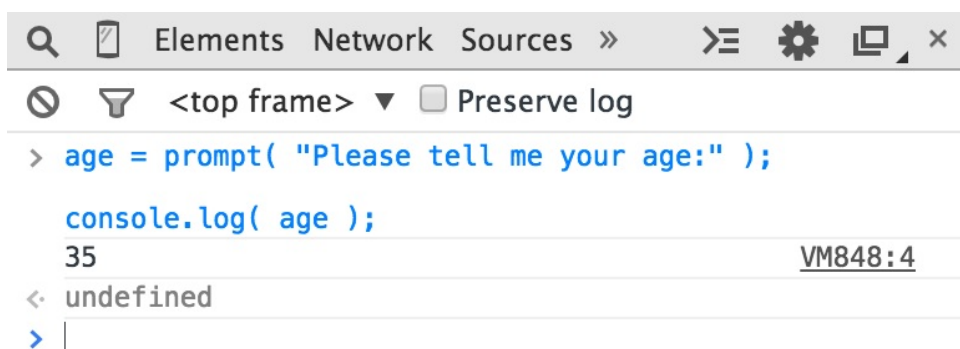 Elements Network Sources »
<top frame> ▼ Preserve log
> age = prompt( "Please tell me your age:" );
console.log( age );
35 VM848:4
<· undefined
>